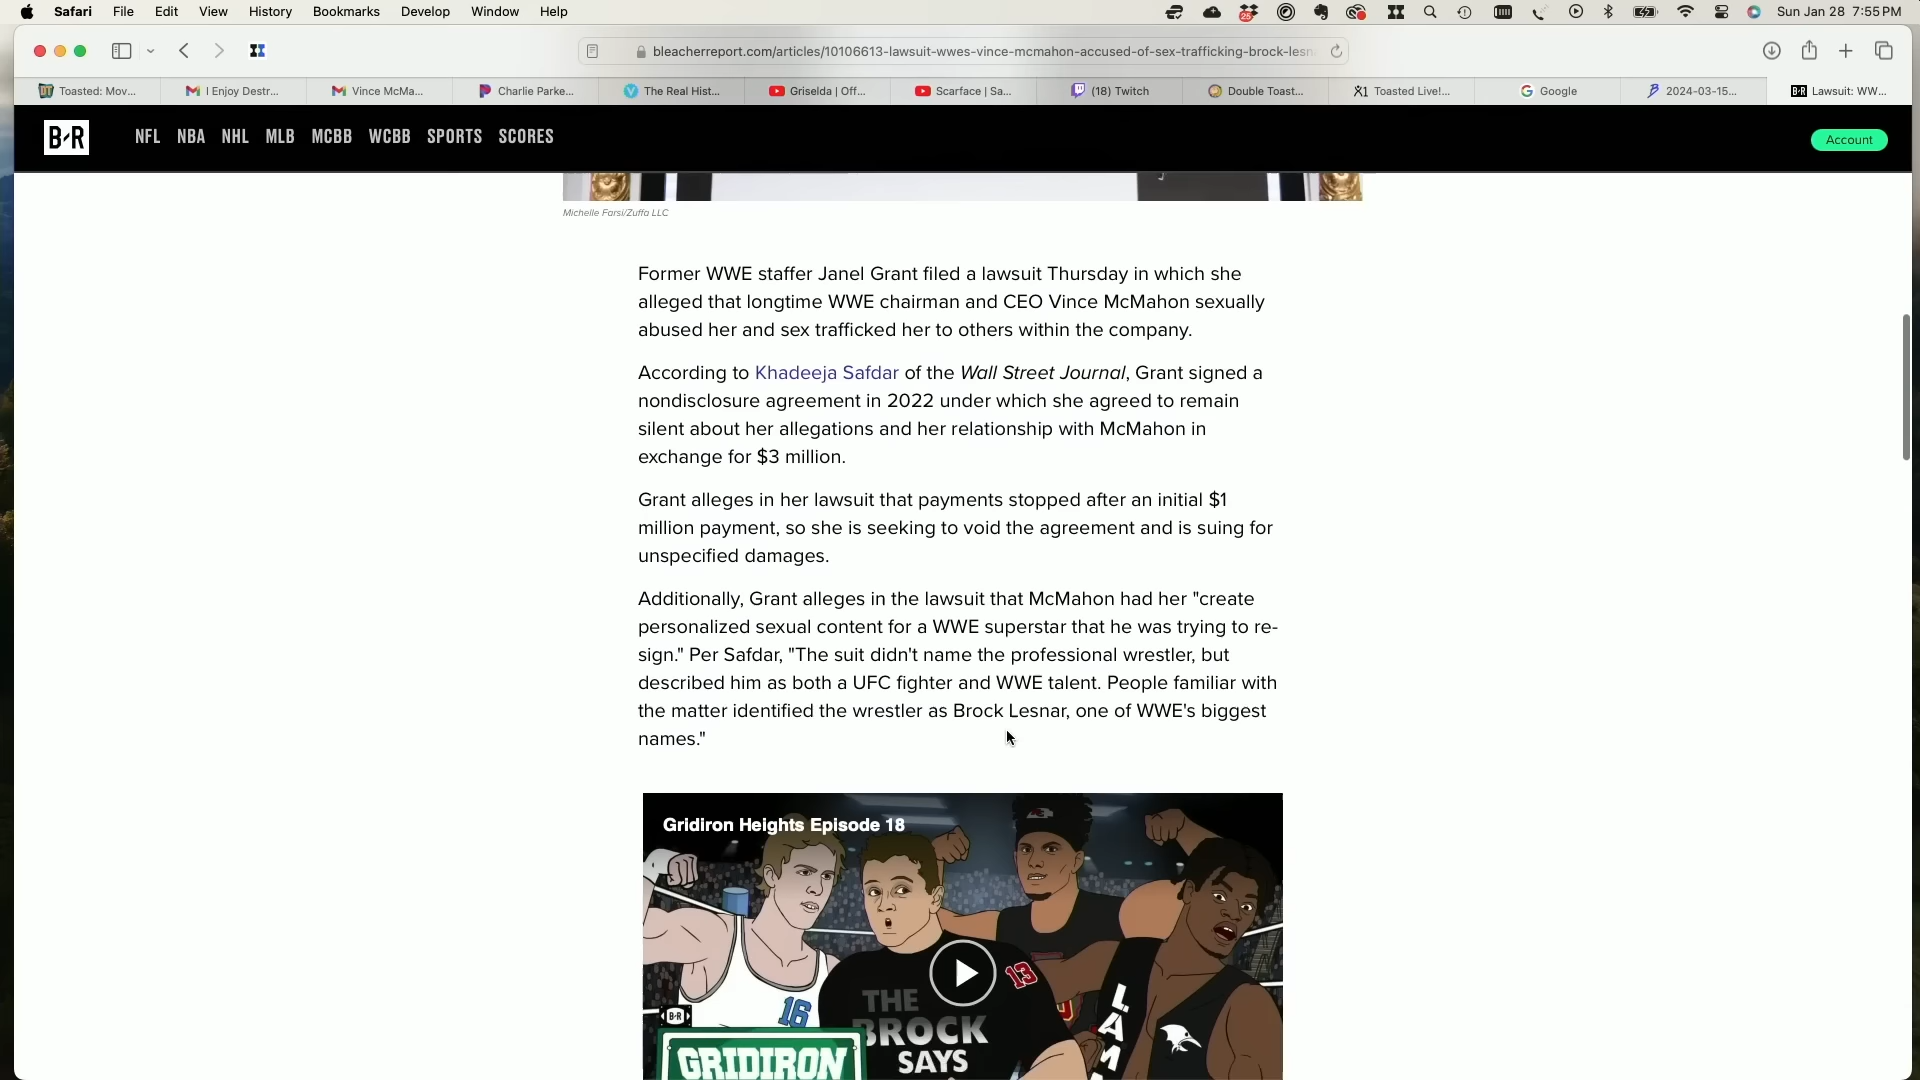 Safari File Edit View History Bookmarks Develop Window Help
25
Sun Jan 28 7:55 PM
bleacherreport.com/articles/10106613-lawsuit-wwes-vince-mcmahon-accused-of-sex-trafficking-brock-lesn
Toasted: Mov...
I Enjoy Destr...
Vince McMa...
Charlie Parke...
The Real Hist...
Griselda | Off...
Scarface | Sa...
(18) Twitch
Double Toast...
Toasted Live!...
Google
2024-03-15...
B/R Lawsuit: WW...
B/R NFL NBA NHL MLB MCBB WCBB SPORTS SCORES
Account
Michelle Farsi/Zuffa LLC
Former WWE staffer Janel Grant filed a lawsuit Thursday in which she
alleged that longtime WWE chairman and CEO Vince McMahon sexually
abused her and sex trafficked her to others within the company.
According to Khadeeja Safdar of the Wall Street Journal, Grant signed a
nondisclosure agreement in 2022 under which she agreed to remain
silent about her allegations and her relationship with McMahon in
exchange for $3 million.
Grant alleges in her lawsuit that payments stopped after an initial $1
million payment, so she is seeking to void the agreement and is suing for
unspecified damages.
Additionally, Grant alleges in the lawsuit that McMahon had her "create
personalized sexual content for a WWE superstar that he was trying to re-
sign." Per Safdar, "The suit didn't name the professional wrestler, but
described him as both a UFC fighter and WWE talent. People familiar with
the matter identified the wrestler as Brock Lesnar, one of WWE's biggest
names."
Gridiron Heights Episode 18
13
16
THE
BROCK
SAYS
LAMA
B/R
GRIDIRON